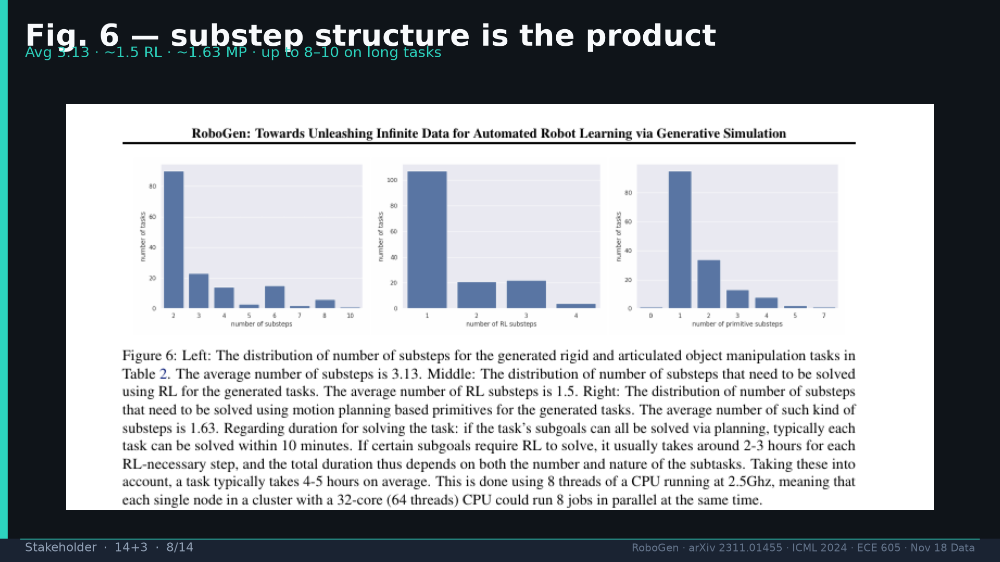 Fig. 6 — substep structure is the product
Avg 3.13 · ~1.5 RL · ~1.63 MP · up to 8–10 on long tasks
RoboGen: Towards Unleashing Infinite Data for Automated Robot Learning via Generative Simulation
number of tasks
80
60
40
20
0
2 3 4 5 6 7 8 10
number of substeps
number of tasks
100
80
60
40
20
0
1 2 3 4
number of RL substeps
number of tasks
80
60
40
20
0
0 1 2 3 4 5 7
number of primitive substeps
Figure 6: Left: The distribution of number of substeps for the generated rigid and articulated object manipulation tasks in
Table 2. The average number of substeps is 3.13. Middle: The distribution of number of substeps that need to be solved
using RL for the generated tasks. The average number of RL substeps is 1.5. Right: The distribution of number of substeps
that need to be solved using motion planning based primitives for the generated tasks. The average number of such kind of
substeps is 1.63. Regarding duration for solving the task: if the task's subgoals can all be solved via planning, typically each
task can be solved within 10 minutes. If certain subgoals require RL to solve, it usually takes around 2-3 hours for each
RL-necessary step, and the total duration thus depends on both the number and nature of the subtasks. Taking these into
account, a task typically takes 4-5 hours on average. This is done using 8 threads of a CPU running at 2.5Ghz, meaning that
each single node in a cluster with a 32-core (64 threads) CPU could run 8 jobs in parallel at the same time.
Stakeholder · 14+3 · 8/14
RoboGen · arXiv 2311.01455 · ICML 2024 · ECE 605 · Nov 18 Data